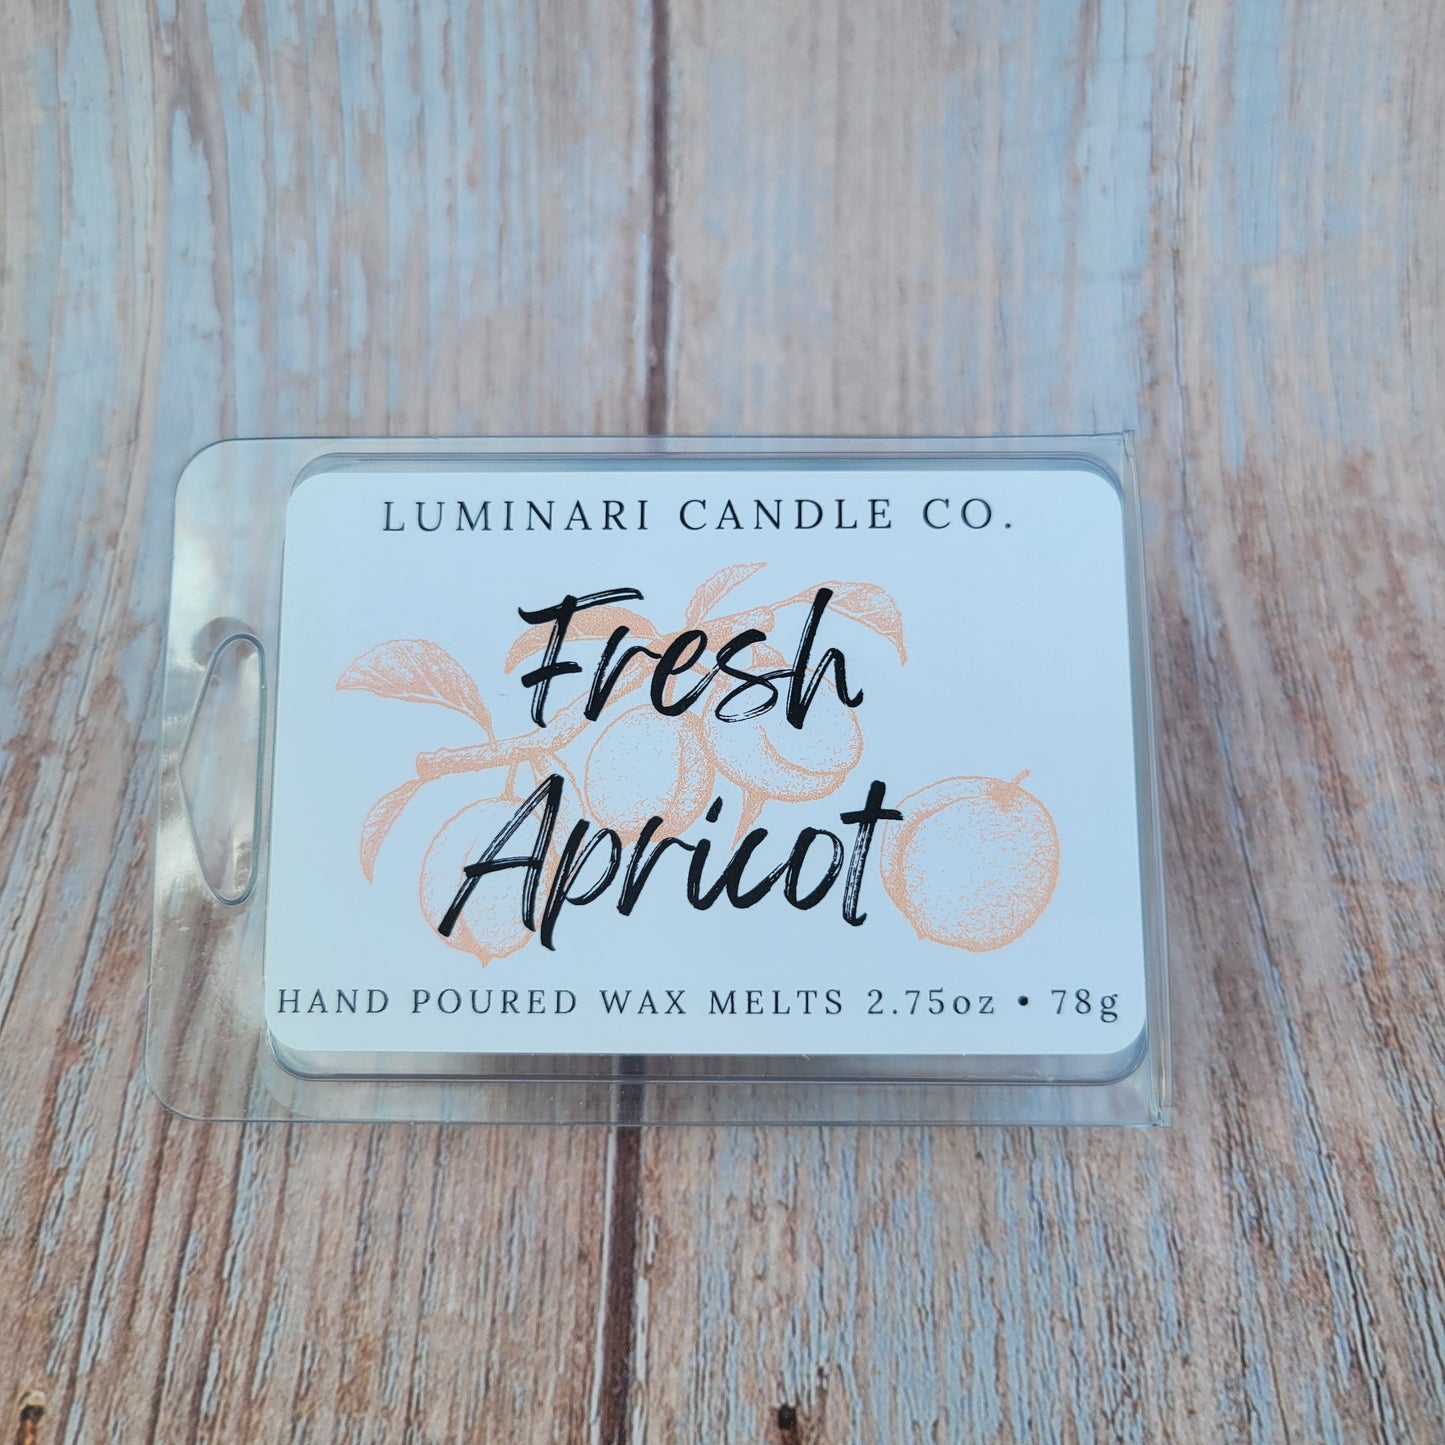 LUMINARI CANDLE CO.
Fresh
Apricot
HAND POURED WAX MELTS 2.75oz • 78g